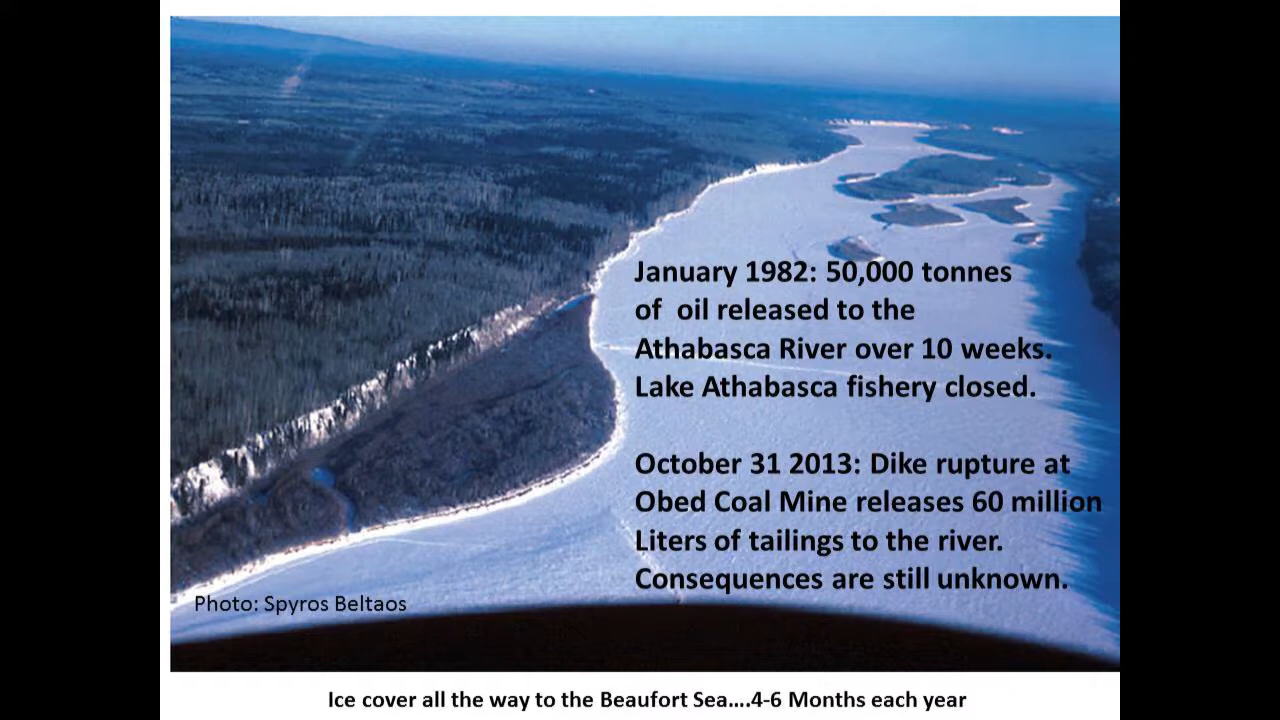 January 1982: 50,000 tonnes
of oil released to the
Athabasca River over 10 weeks.
Lake Athabasca fishery closed.
October 31 2013: Dike rupture at
Obed Coal Mine releases 60 million
Liters of tailings to the river.
Consequences are still unknown.
Photo: Spyros Beltaos
Ice cover all the way to the Beaufort Sea....4-6 Months each year